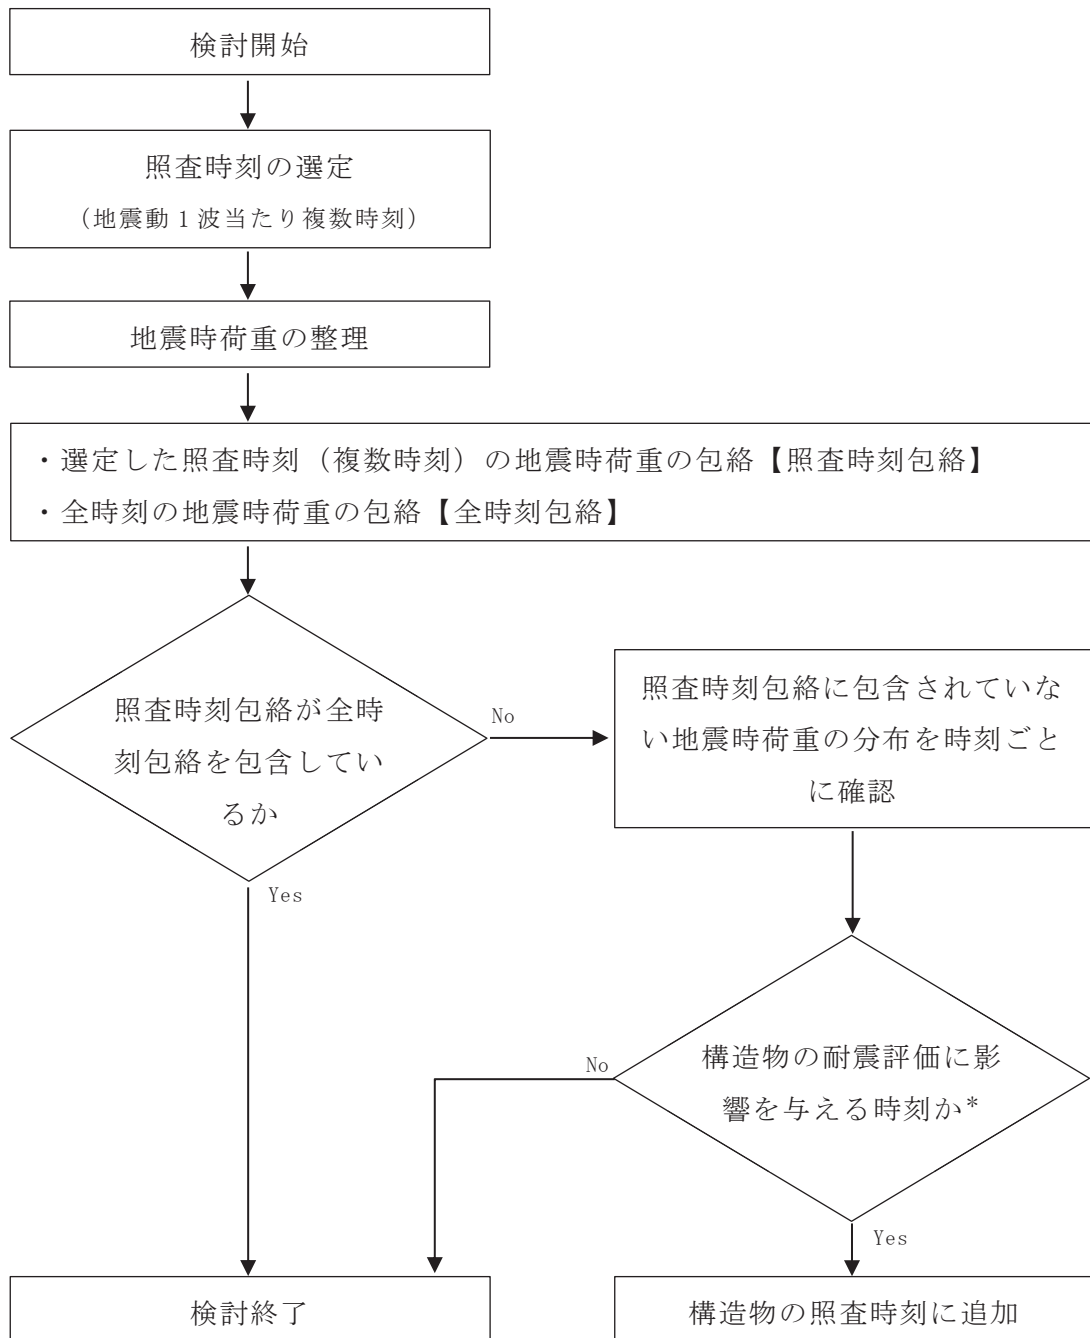 検討開始
照査時刻の選定
（地震動１波当たり複数時刻）
地震時荷重の整理
・選定した照査時刻（複数時刻）の地震時荷重の包絡【照査時刻包絡】
・全時刻の地震時荷重の包絡【全時刻包絡】
照査時刻包絡が全時
刻包絡を包含してい
るか
No
照査時刻包絡に包含されていな
い地震時荷重の分布を時刻ごと
に確認
Yes
構造物の耐震評価に影
響を与える時刻か*
No
Yes
検討終了
構造物の照査時刻に追加